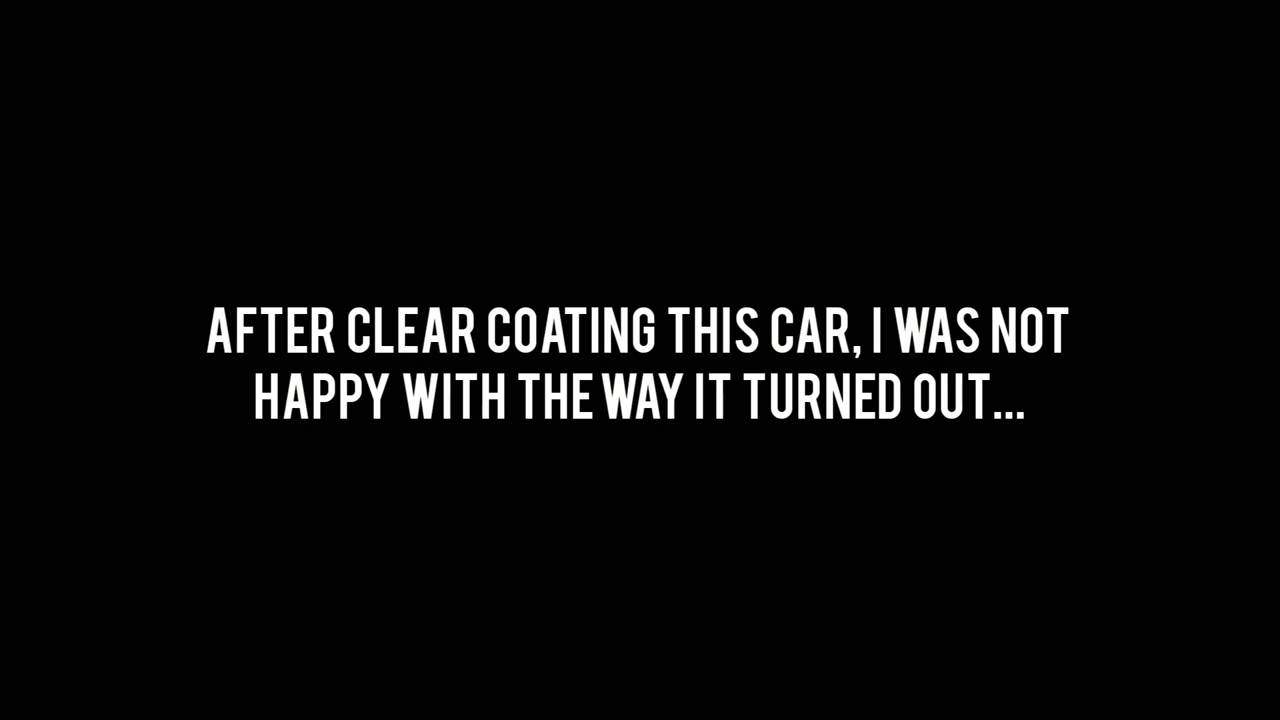 AFTER CLEAR COATING THIS CAR, I WAS NOT
HAPPY WITH THE WAY IT TURNED OUT...